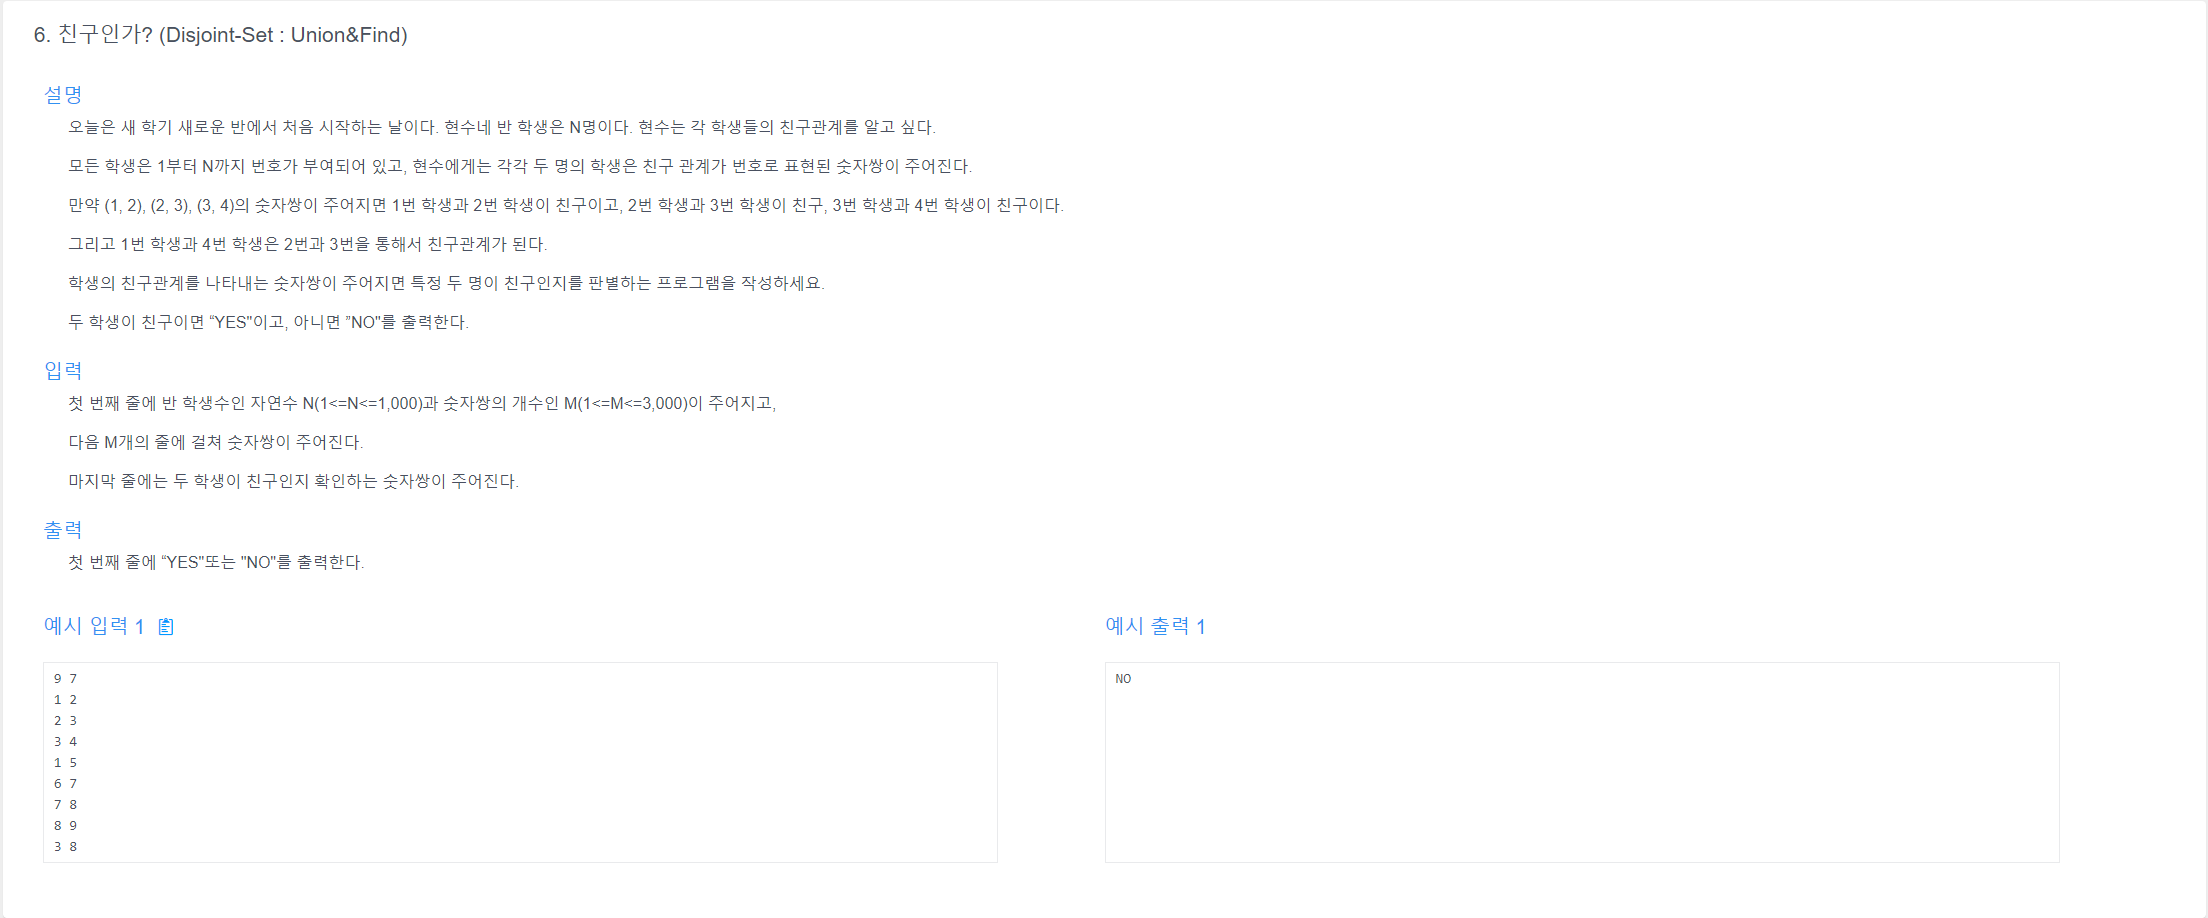 6. 친구인가? (Disjoint-Set : Union&Find)
설명
오늘은 새 학기 새로운 반에서 처음 시작하는 날이다. 현수네 반 학생은 N명이다. 현수는 각 학생들의 친구관계를 알고 싶다.
모든 학생은 1부터 N까지 번호가 부여되어 있고, 현수에게는 각각 두 명의 학생은 친구 관계가 번호로 표현된 숫자쌍이 주어진다.
만약 (1, 2), (2, 3), (3, 4)의 숫자쌍이 주어지면 1번 학생과 2번 학생이 친구이고, 2번 학생과 3번 학생이 친구, 3번 학생과 4번 학생이 친구이다.
그리고 1번 학생과 4번 학생은 2번과 3번을 통해서 친구관계가 된다.
학생의 친구관계를 나타내는 숫자쌍이 주어지면 특정 두 명이 친구인지를 판별하는 프로그램을 작성하세요.
두 학생이 친구이면 “YES"이고, 아니면 ”NO"를 출력한다.
입력
첫 번째 줄에 반 학생수인 자연수 N(1<=N<=1,000)과 숫자쌍의 개수인 M(1<=M<=3,000)이 주어지고,
다음 M개의 줄에 걸쳐 숫자쌍이 주어진다.
마지막 줄에는 두 학생이 친구인지 확인하는 숫자쌍이 주어진다.
출력
첫 번째 줄에 “YES"또는 "NO"를 출력한다.
예시 입력 1
9 7
1 2
2 3
3 4
1 5
6 7
7 8
8 9
3 8
예시 출력 1
NO